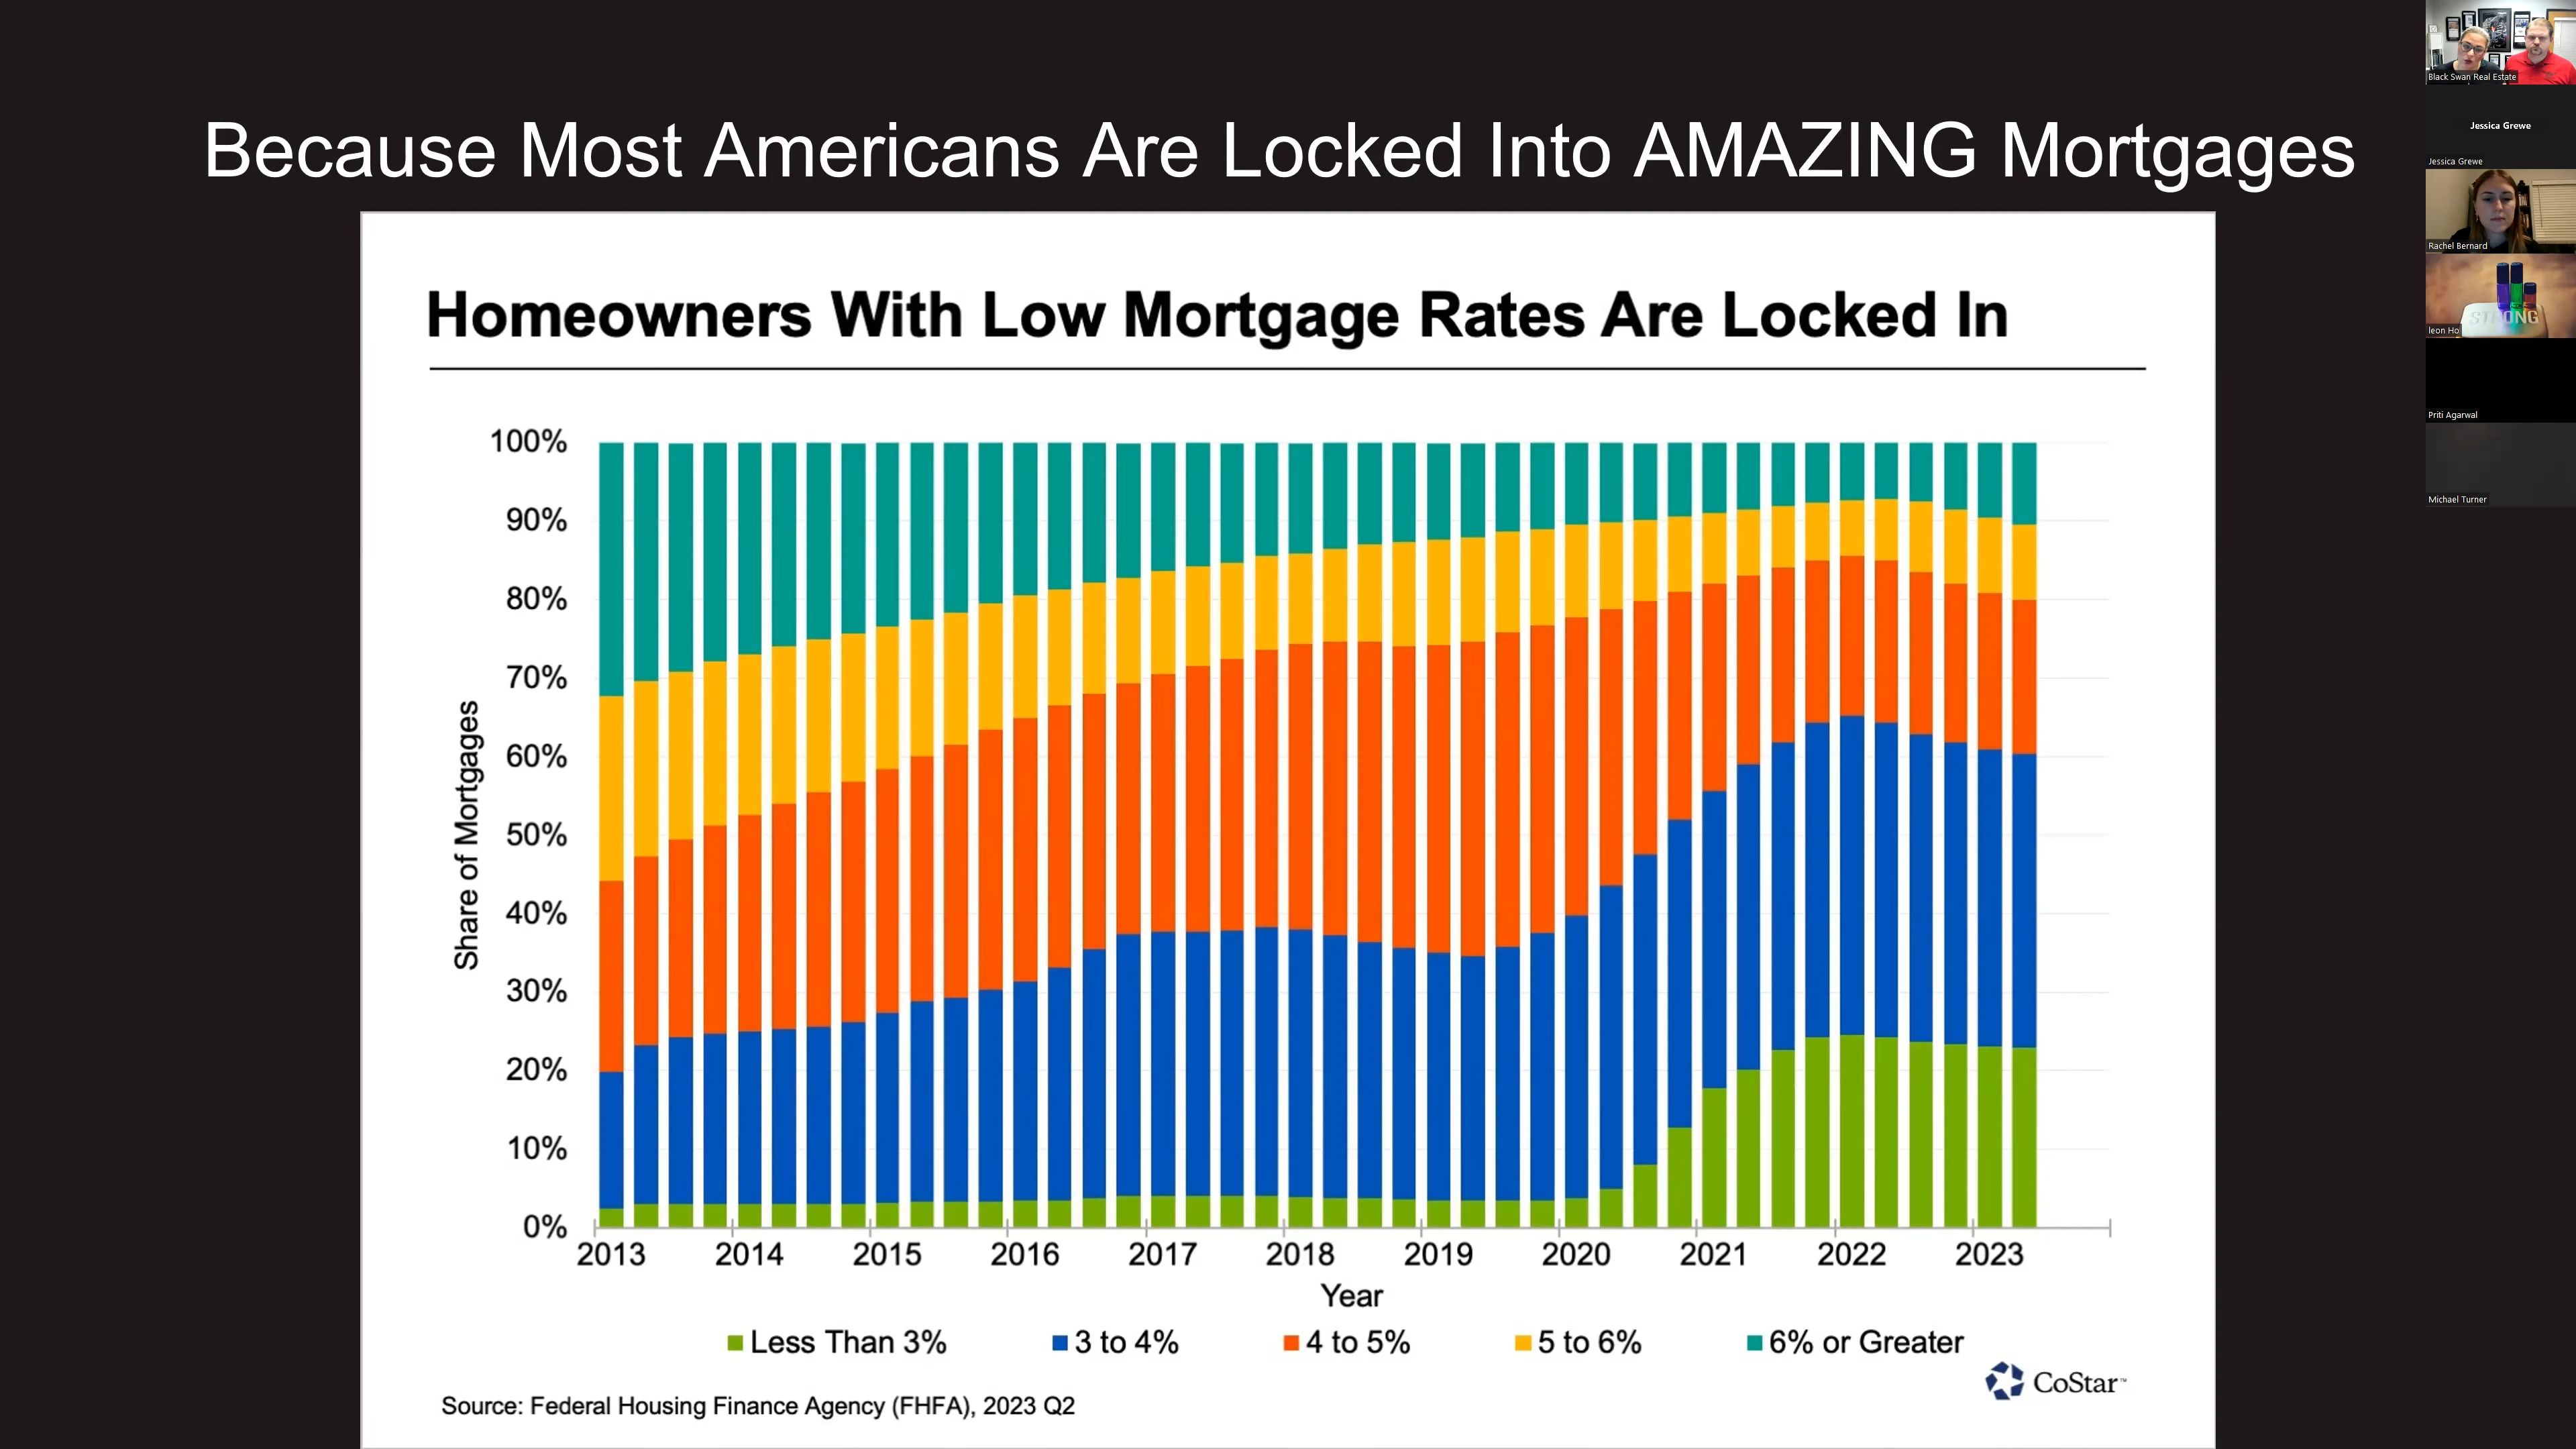 Because Most Americans Are Locked Into AMAZING Mortgages
Homeowners With Low Mortgage Rates Are Locked In
Share of Mortgages
100%
90%
80%
70%
60%
50%
40%
30%
20%
10%
0%
2013 2014 2015 2016 2017 2018 2019 2020 2021 2022 2023
Year
Less Than 3% 3 to 4% 4 to 5% 5 to 6% 6% or Greater
CoStar™
Source: Federal Housing Finance Agency (FHFA), 2023 Q2
Black Swan Real Estate
Jessica Grewe
Jessica Grewe
Rachel Bernard
STRONG
leon Ho
Priti Agarwal
Michael Turner